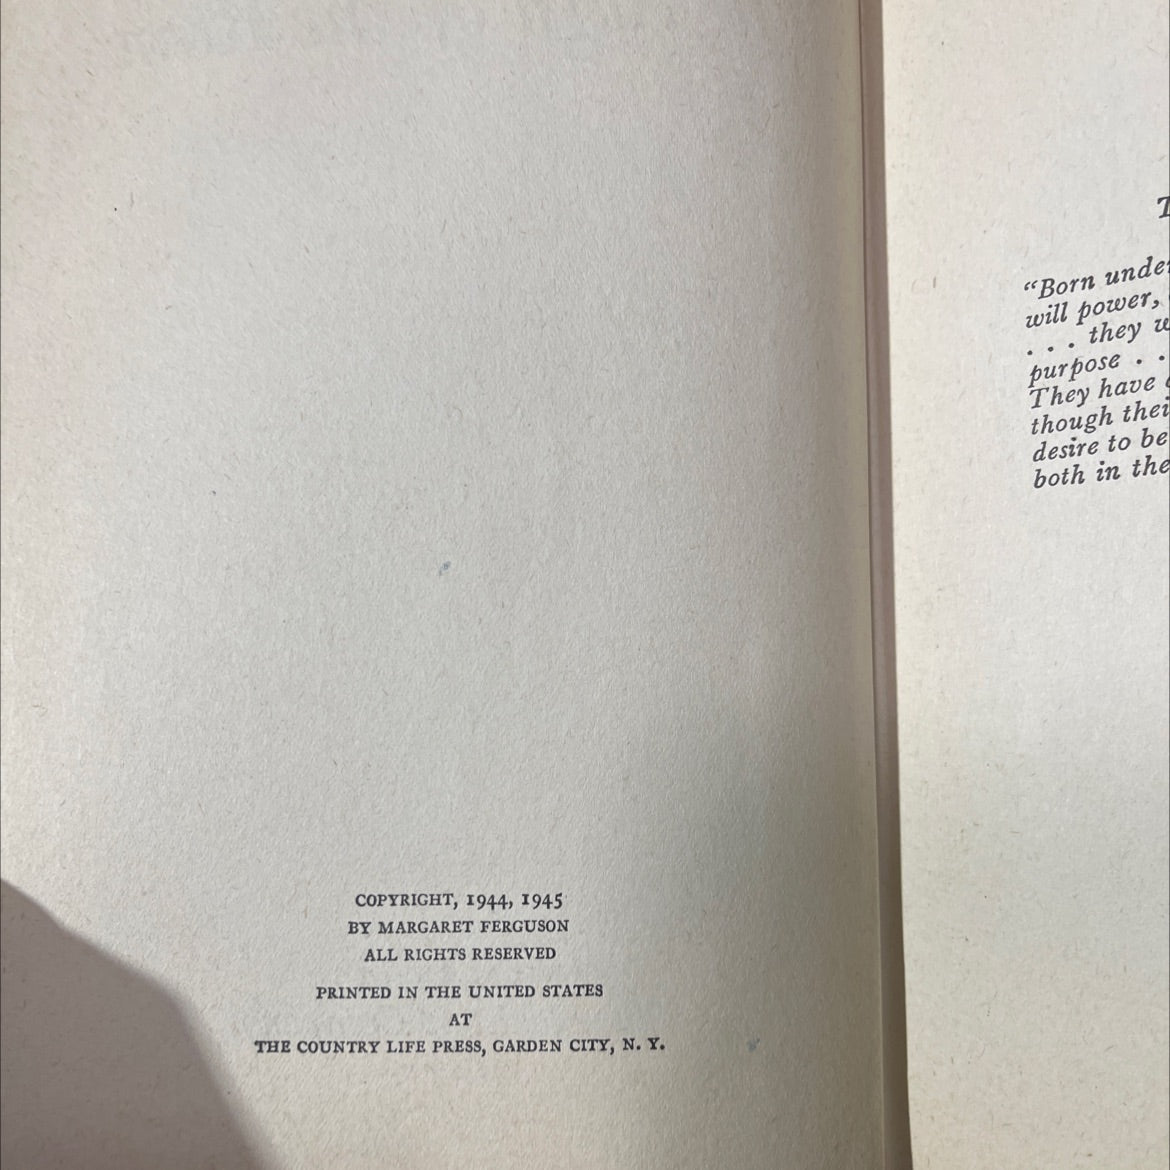 COPYRIGHT, 1944, 1945
BY MARGARET FERGUSON
ALL RIGHTS RESERVED
PRINTED IN THE UNITED STATES
AT
THE COUNTRY LIFE PRESS, GARDEN CITY, N. Y.
"Born unde
will power,
. . . they w
purpose . .
They have
though thei
desire to be
both in the